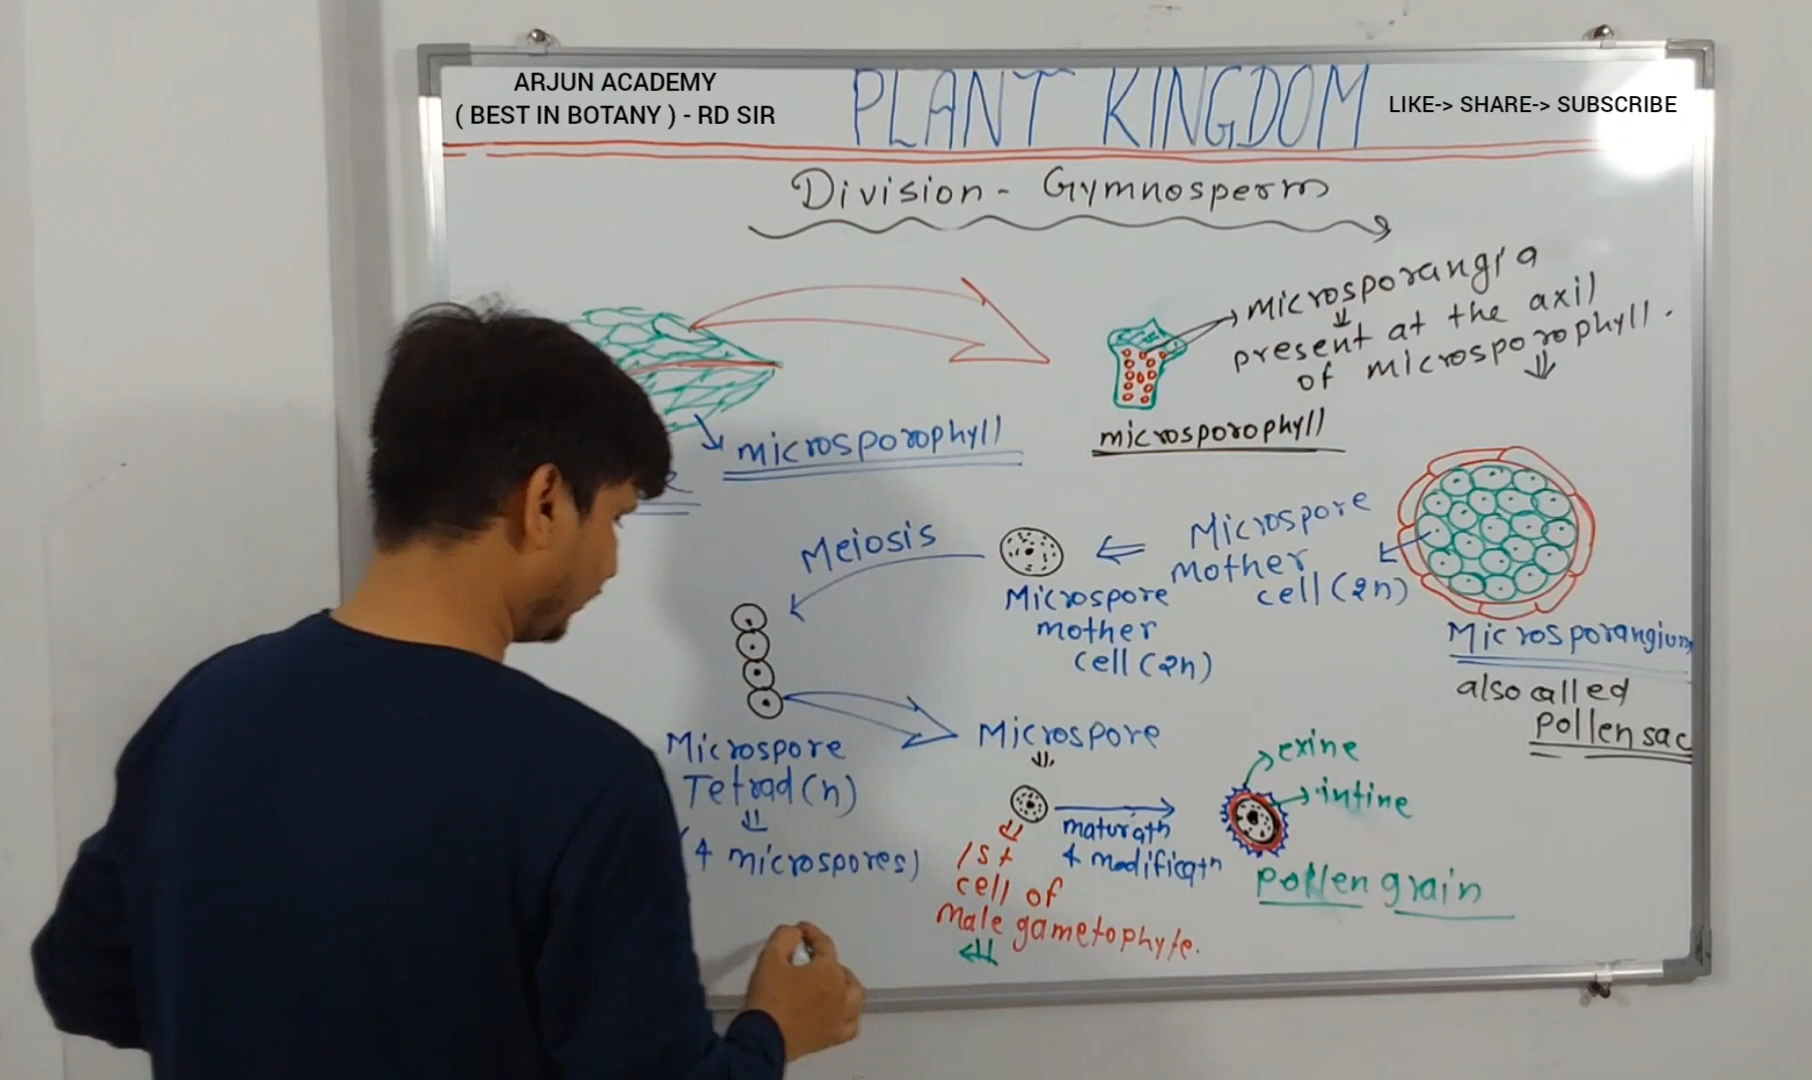 ARJUN ACADEMY
( BEST IN BOTANY ) - RD SIR
PLANT KINGDOM
LIKE-> SHARE-> SUBSCRIBE
Division - Gymnosperm
microsporangia
present at the axil
of microsporophyll.
microsporophyll
microsporophyll
Meiosis
Microspore
mother
cell (2n)
Microspore
mother
cell (2n)
Microsporangium
also called
pollen sac
Microspore
Tetrad (n)
(4 microspores)
Microspore
1st
cell of
male gametophyte.
maturatn
& modificatn
exine
intine
pollen grain